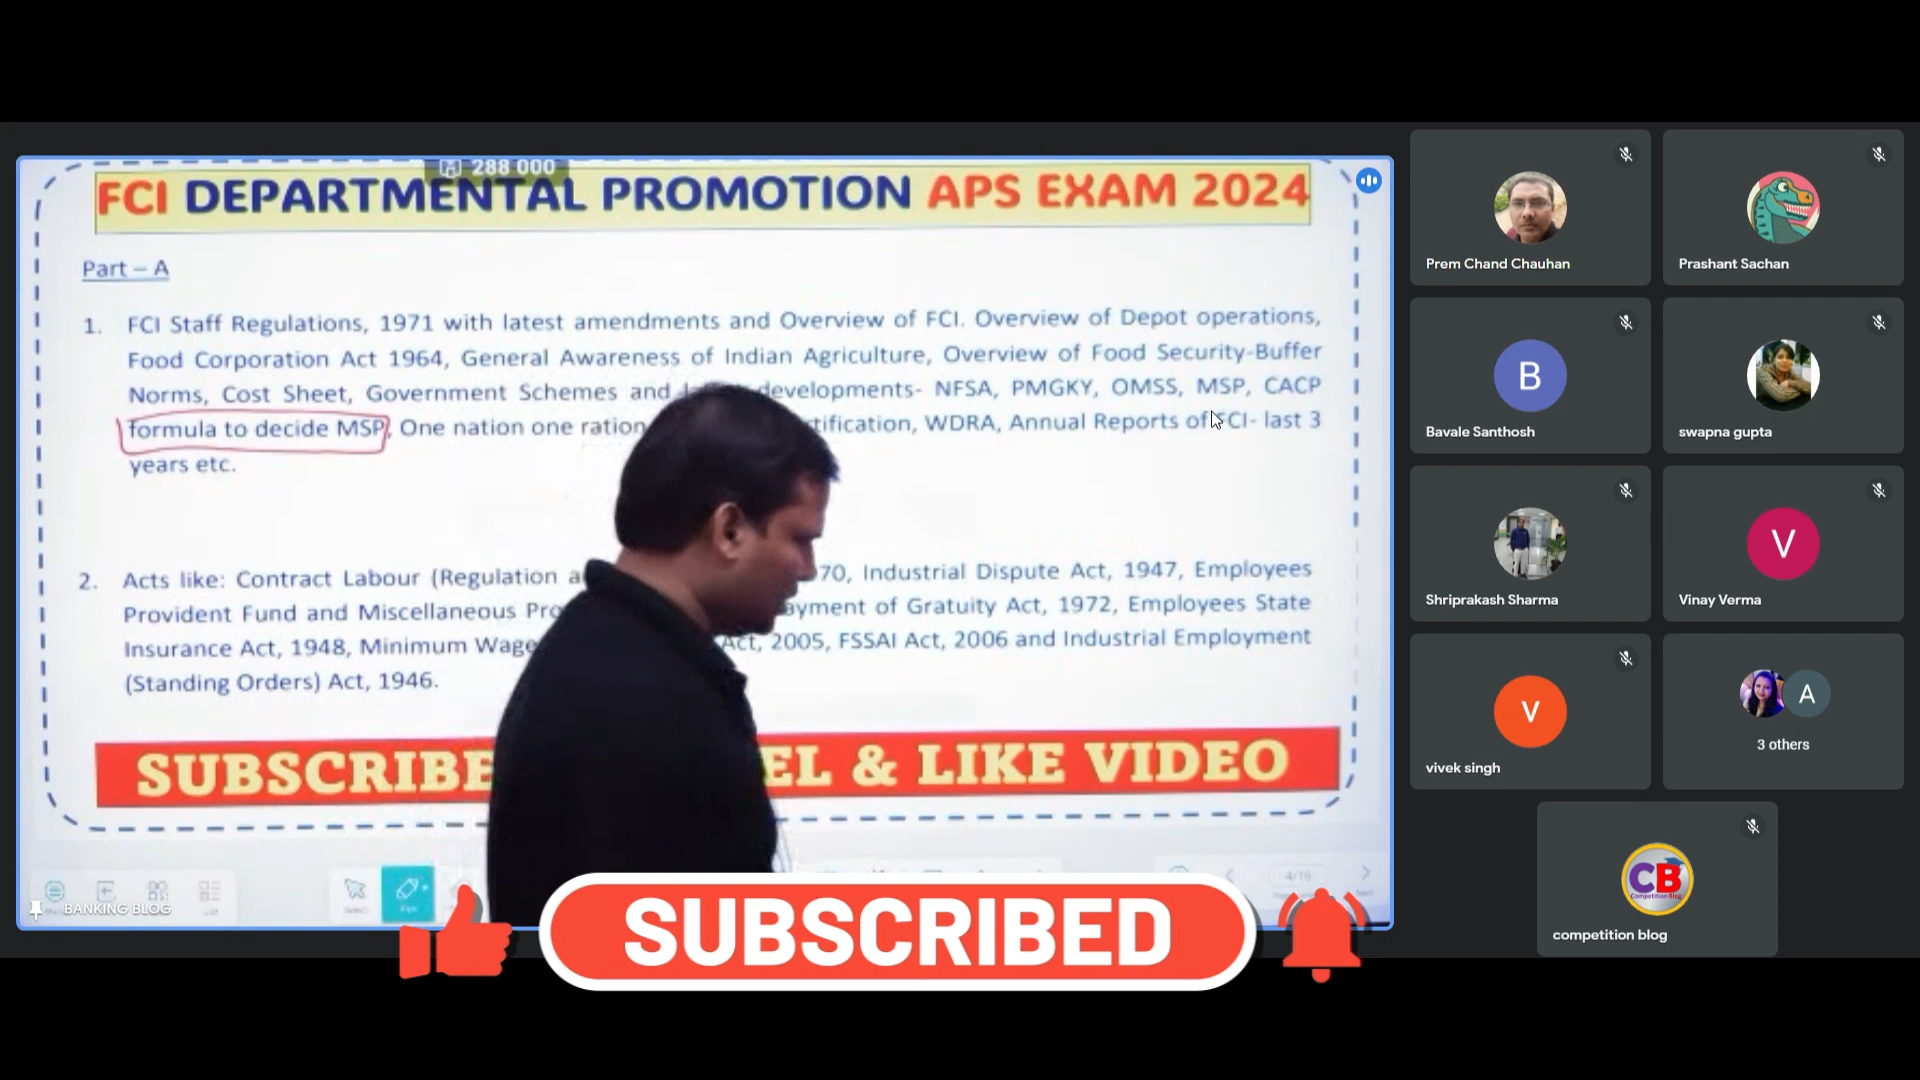 288 000
FCI DEPARTMENTAL PROMOTION APS EXAM 2024
Part – A
1. FCI Staff Regulations, 1971 with latest amendments and Overview of FCI. Overview of Depot operations,
Food Corporation Act 1964, General Awareness of Indian Agriculture, Overview of Food Security-Buffer
Norms, Cost Sheet, Government Schemes and developments- NFSA, PMGKY, OMSS, MSP, CACP
formula to decide MSP, One nation one ration tification, WDRA, Annual Reports of FCI- last 3
years etc.
2. Acts like: Contract Labour (Regulation a 70, Industrial Dispute Act, 1947, Employees
Provident Fund and Miscellaneous Pro ayment of Gratuity Act, 1972, Employees State
Insurance Act, 1948, Minimum Wage Act, 2005, FSSAI Act, 2006 and Industrial Employment
(Standing Orders) Act, 1946.
SUBSCRIBE EL & LIKE VIDEO
4/16
BANKING BLOG
SUBSCRIBED
Prem Chand Chauhan
Prashant Sachan
B
Bavale Santhosh
swapna gupta
Shriprakash Sharma
V
Vinay Verma
V
vivek singh
A
3 others
CB
Competition Blog
competition blog